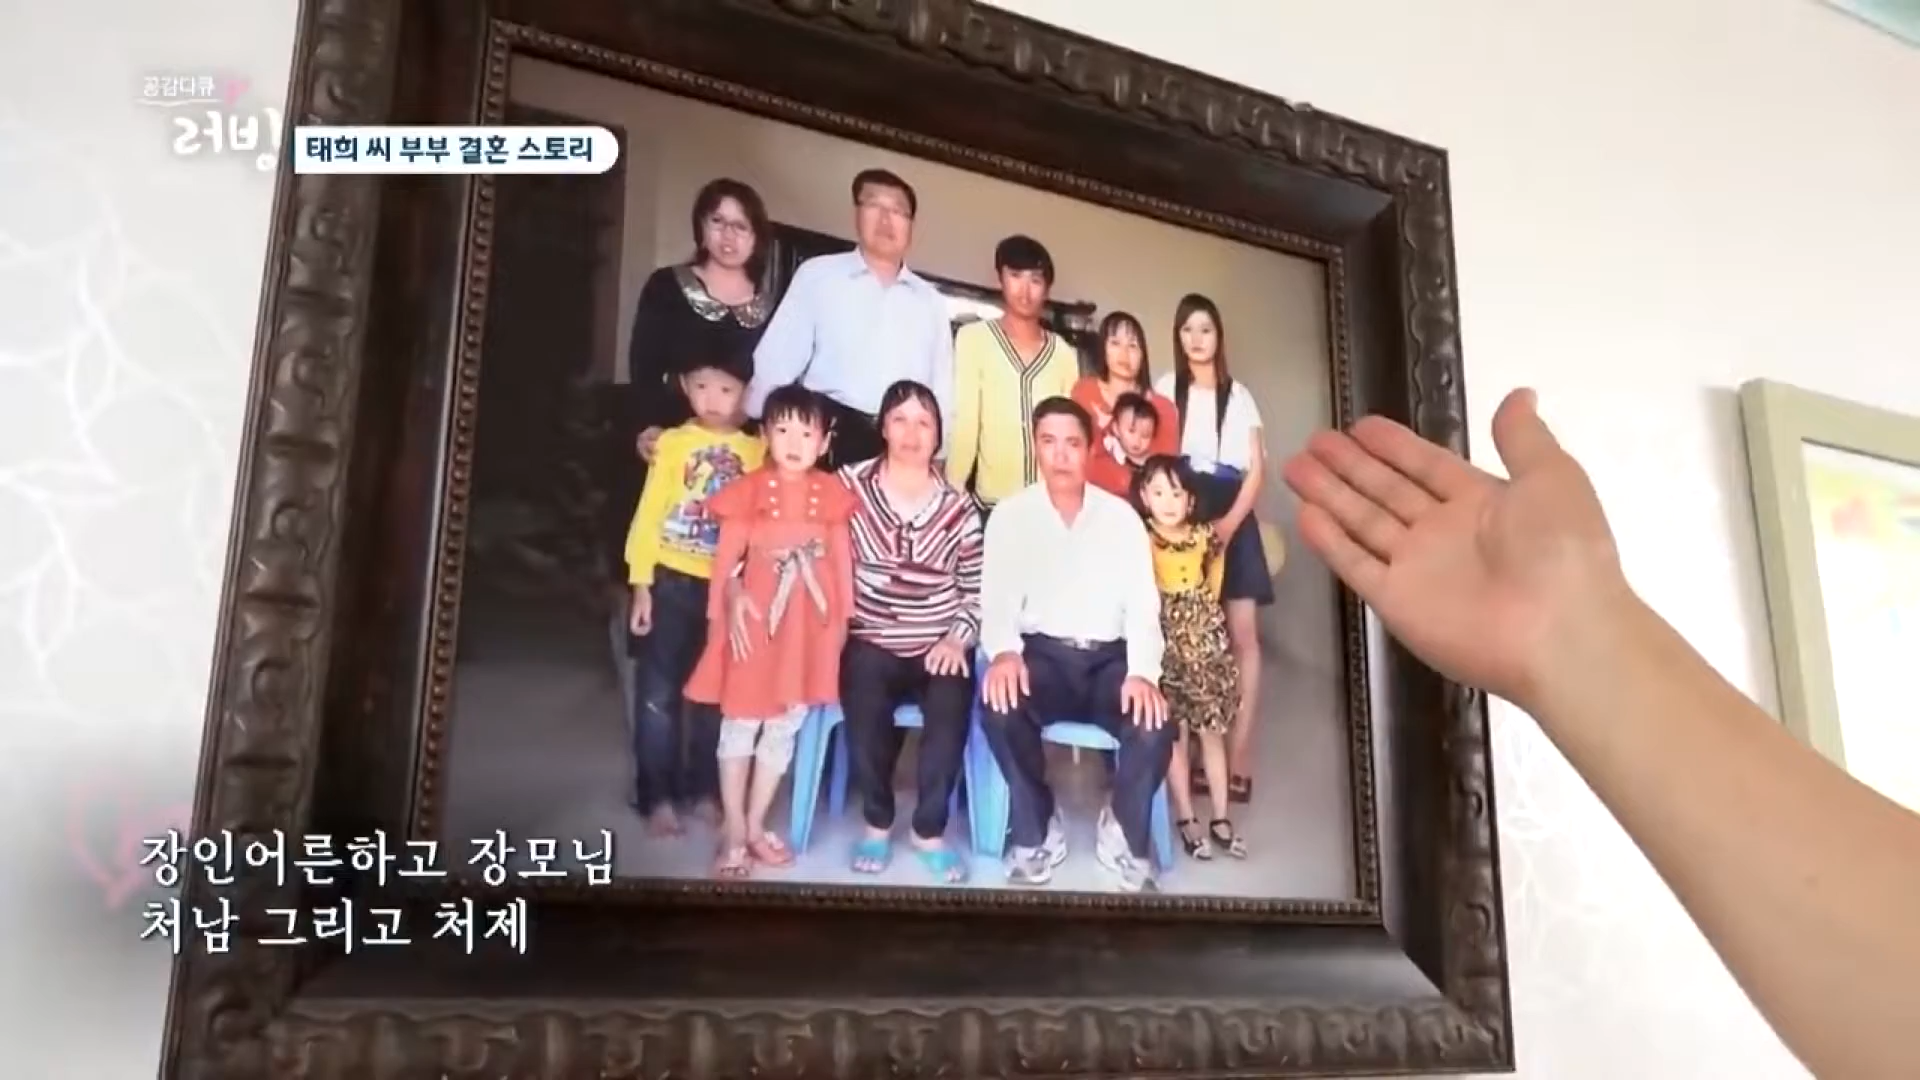 공감다큐
러빙
태희 씨 부부 결혼 스토리
장인어른하고 장모님
처남 그리고 처제